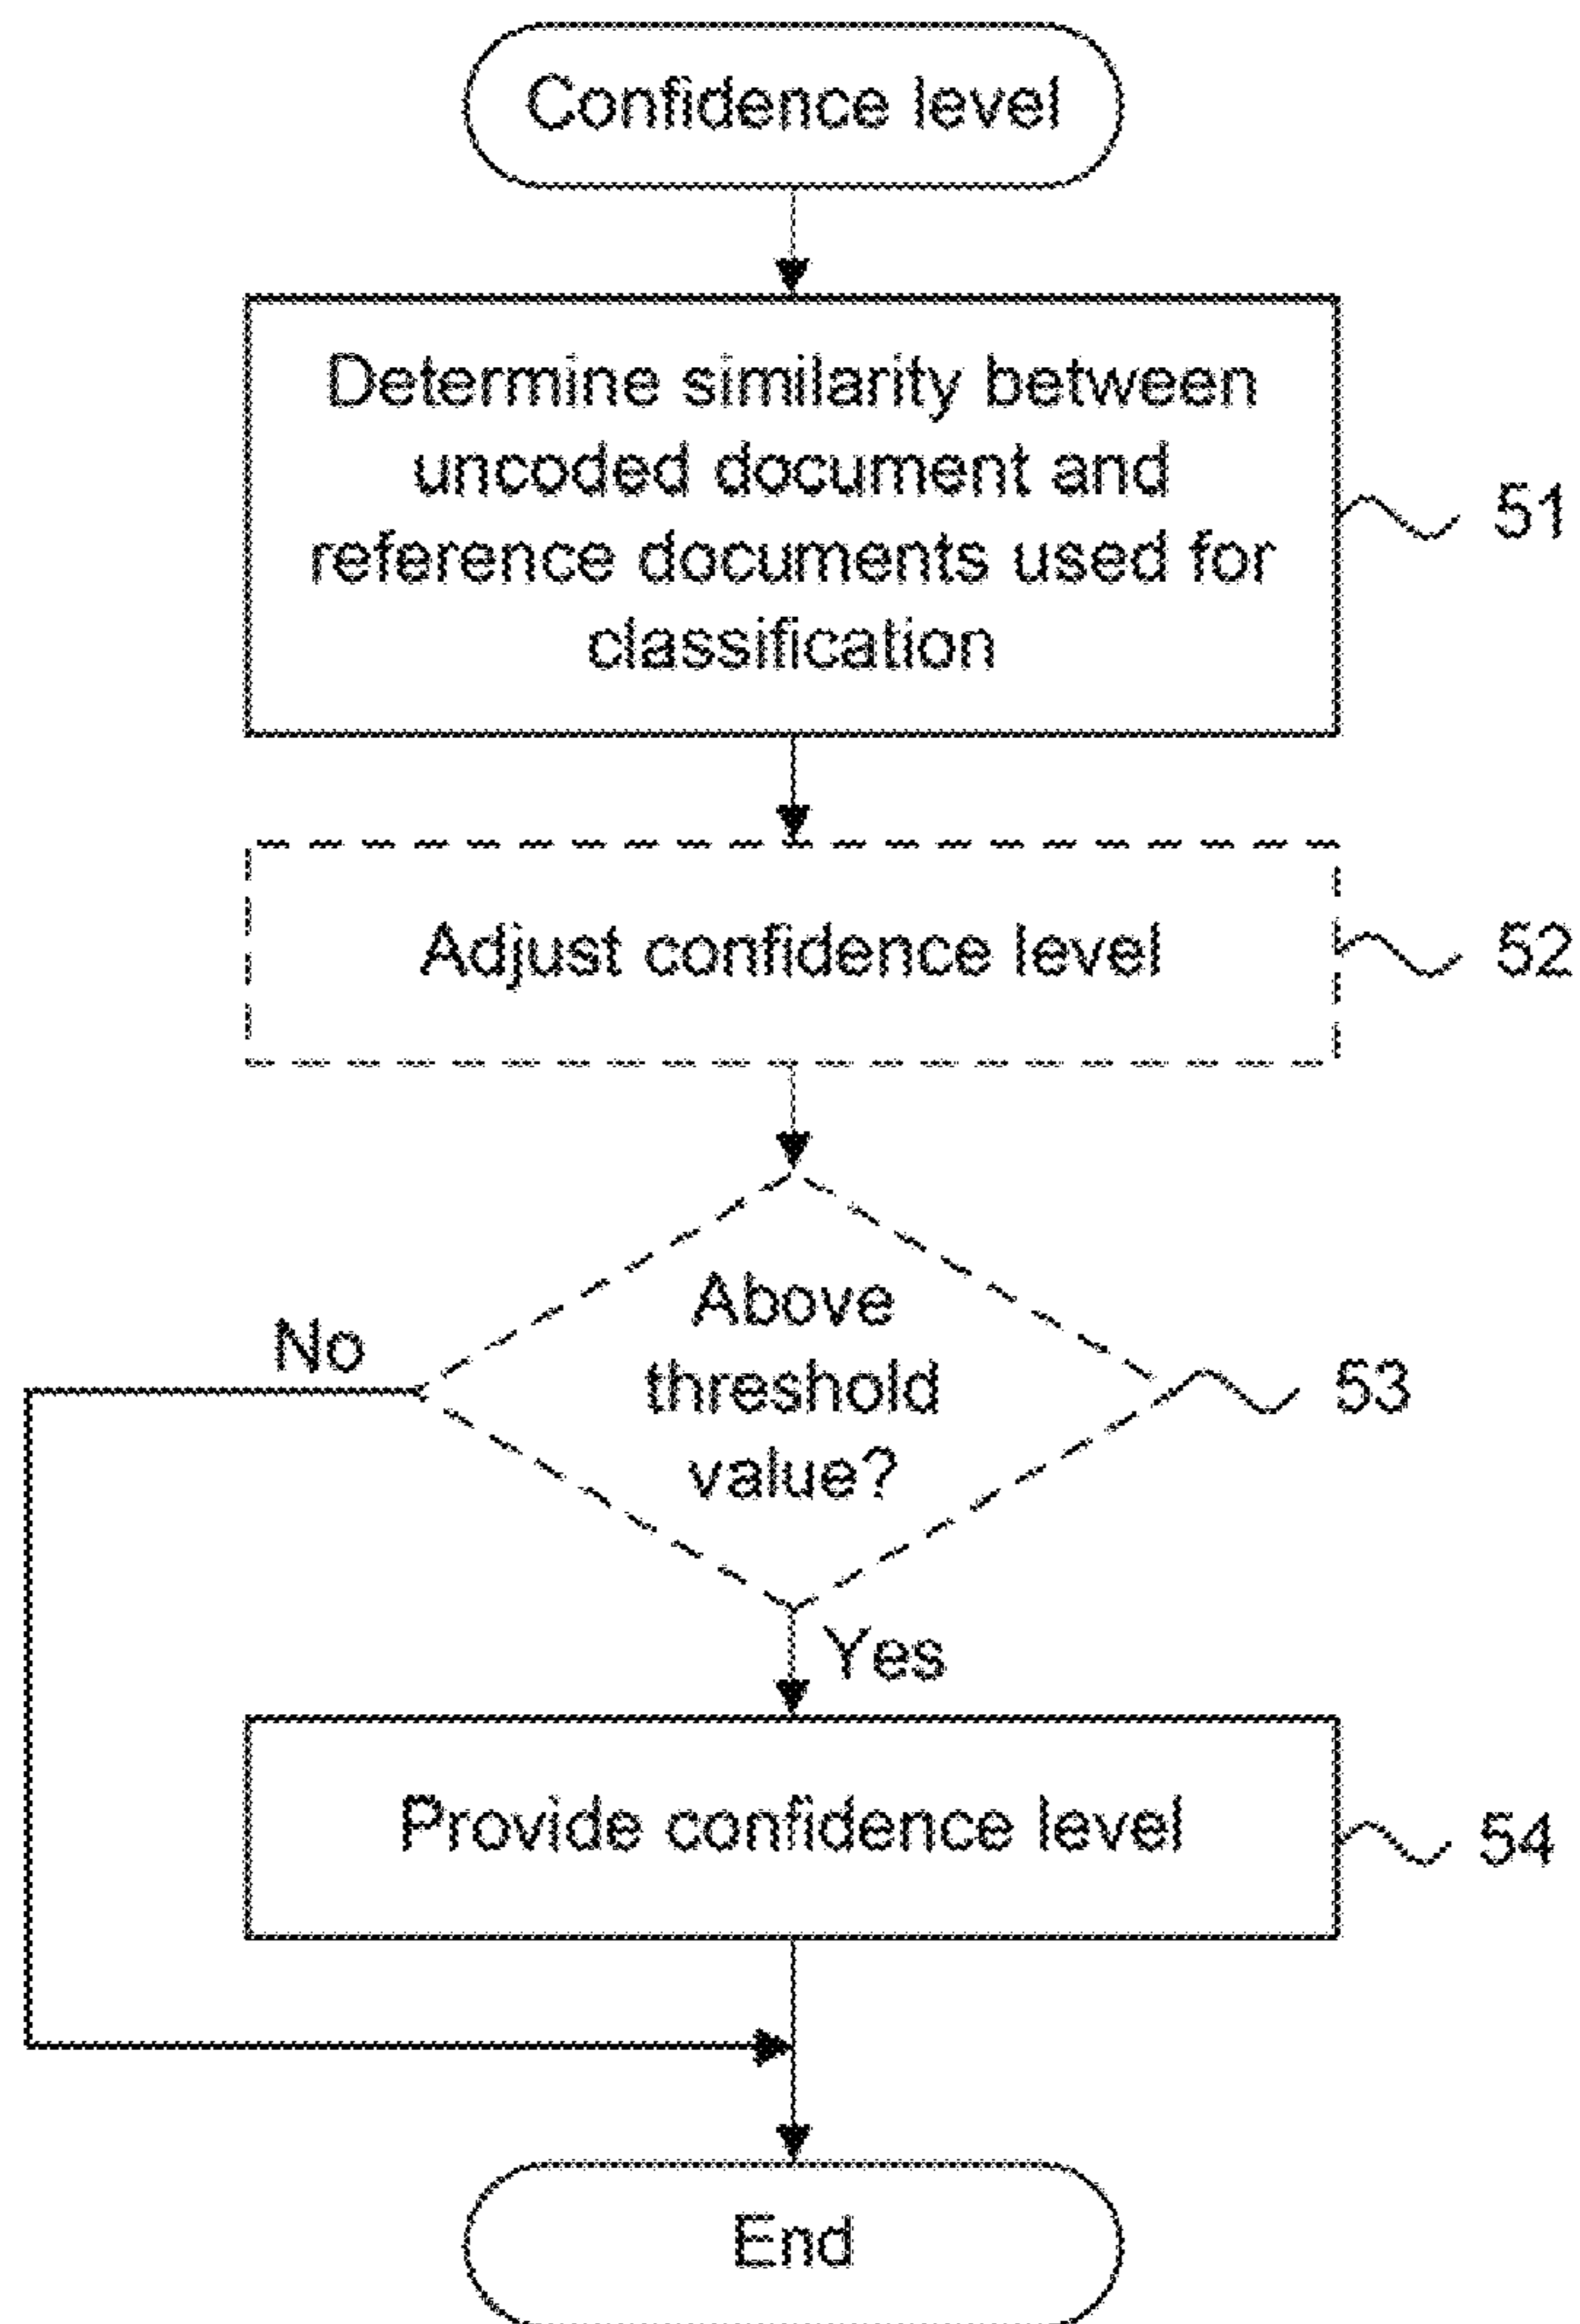 Confidence level
Determine similarity between
uncoded document and
reference documents used for
classification
51
Adjust confidence level
52
Above
threshold
value?
No
53
Yes
Provide confidence level
54
End